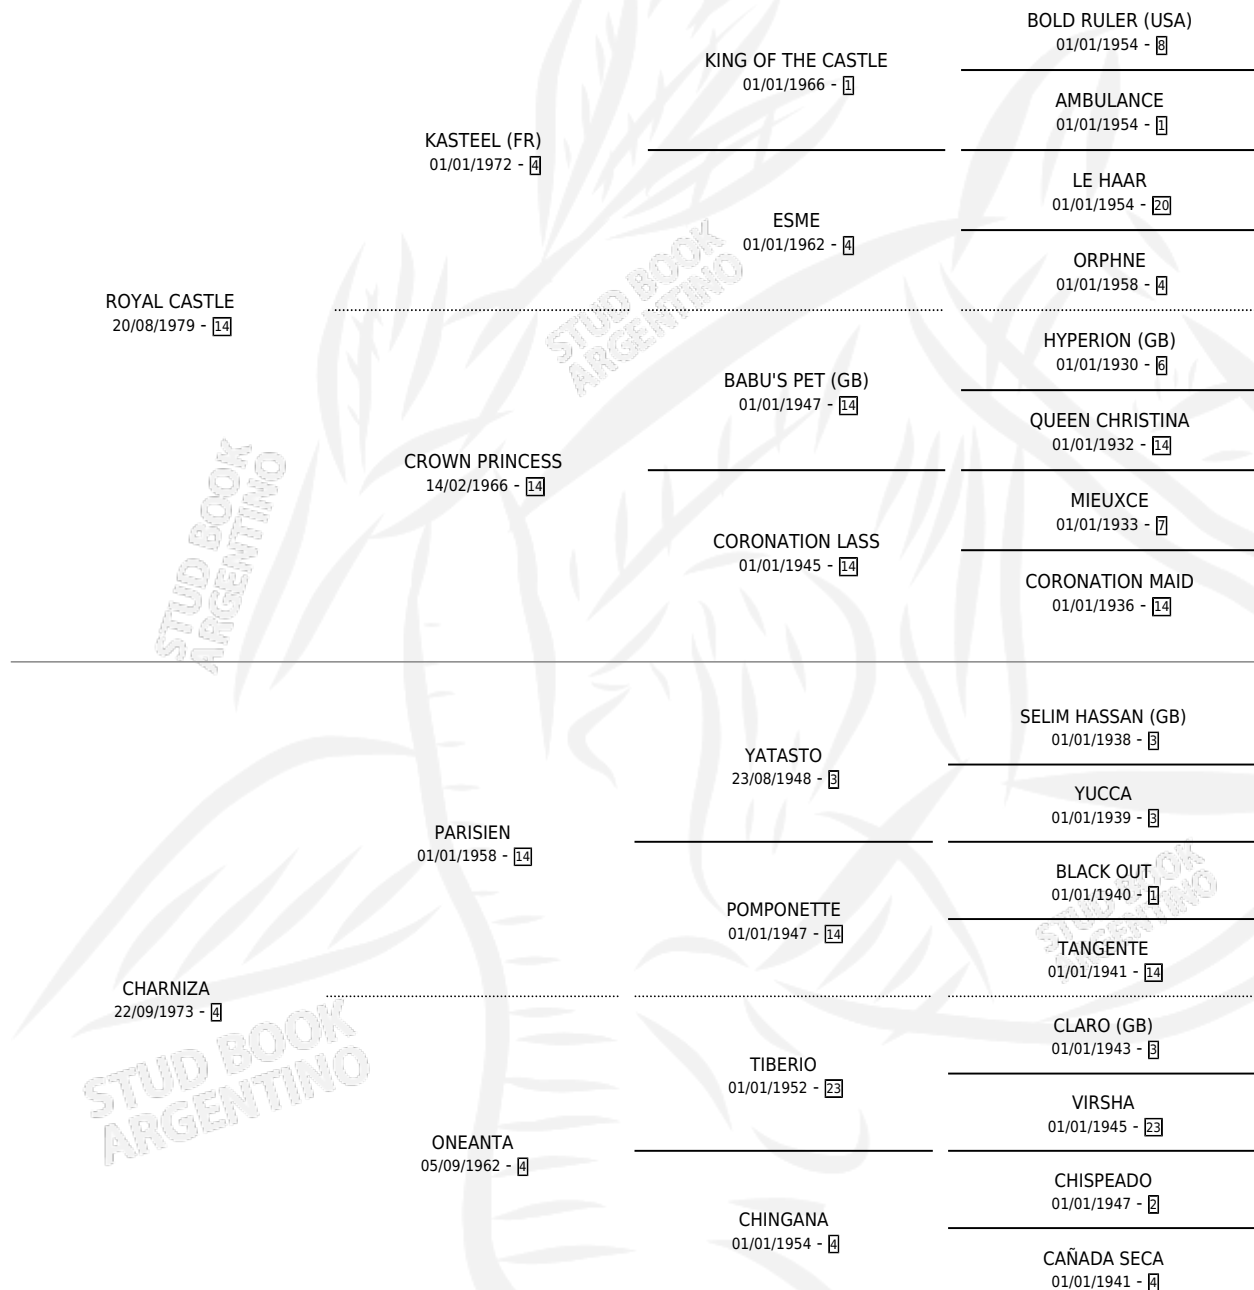 BOLD RULER (USA)
01/01/1954 - 8
KING OF THE CASTLE
01/01/1966 - 1
AMBULANCE
01/01/1954 - 1
KASTEEL (FR)
01/01/1972 - 4
LE HAAR
01/01/1954 - 20
ESME
01/01/1962 - 4
ORPHNE
01/01/1958 - 4
ROYAL CASTLE
20/08/1979 - 14
HYPERION (GB)
01/01/1930 - 6
BABU'S PET (GB)
01/01/1947 - 14
QUEEN CHRISTINA
01/01/1932 - 14
CROWN PRINCESS
14/02/1966 - 14
MIEUXCE
01/01/1933 - 7
CORONATION LASS
01/01/1945 - 14
CORONATION MAID
01/01/1936 - 14
SELIM HASSAN (GB)
01/01/1938 - 3
YATASTO
23/08/1948 - 3
YUCCA
01/01/1939 - 3
PARISIEN
01/01/1958 - 14
BLACK OUT
01/01/1940 - 1
POMPONETTE
01/01/1947 - 14
TANGENTE
01/01/1941 - 14
CHARNIZA
22/09/1973 - 4
CLARO (GB)
01/01/1943 - 3
TIBERIO
01/01/1952 - 23
VIRSHA
01/01/1945 - 23
ONEANTA
05/09/1962 - 4
CHISPEADO
01/01/1947 - 2
CHINGANA
01/01/1954 - 4
CAÑADA SECA
01/01/1941 - 4
STUD BOOK
ARGENTINO
STUD BOOK
ARGENTINO
STUD BOOK
ARGENTINO
STUD BOOK
ARGENTINO